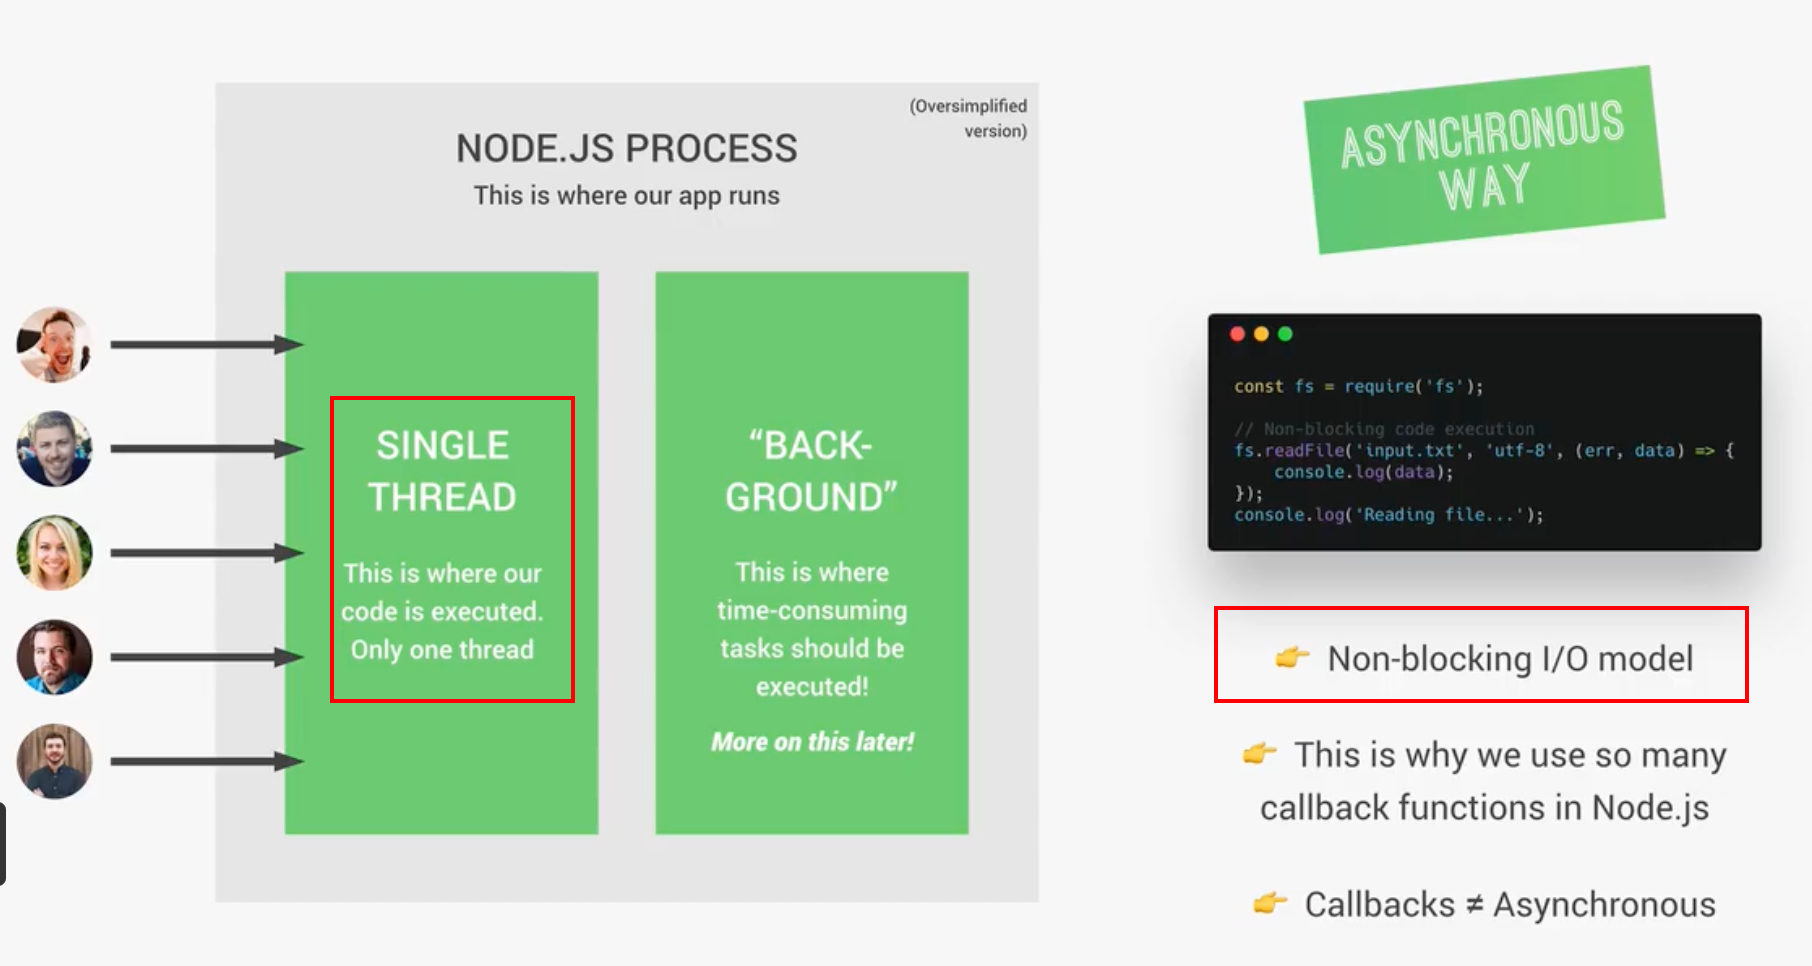 (Oversimplified
version)
NODE.JS PROCESS
This is where our app runs
SINGLE
THREAD
This is where our
code is executed.
Only one thread
“BACK-
GROUND”
This is where
time-consuming
tasks should be
executed!
More on this later!
ASYNCHRONOUS
WAY
const fs = require('fs');
// Non-blocking code execution
fs.readFile('input.txt', 'utf-8', (err, data) => {
    console.log(data);
});
console.log('Reading file...');
👉 Non-blocking I/O model
👉 This is why we use so many
callback functions in Node.js
👉 Callbacks ≠ Asynchronous